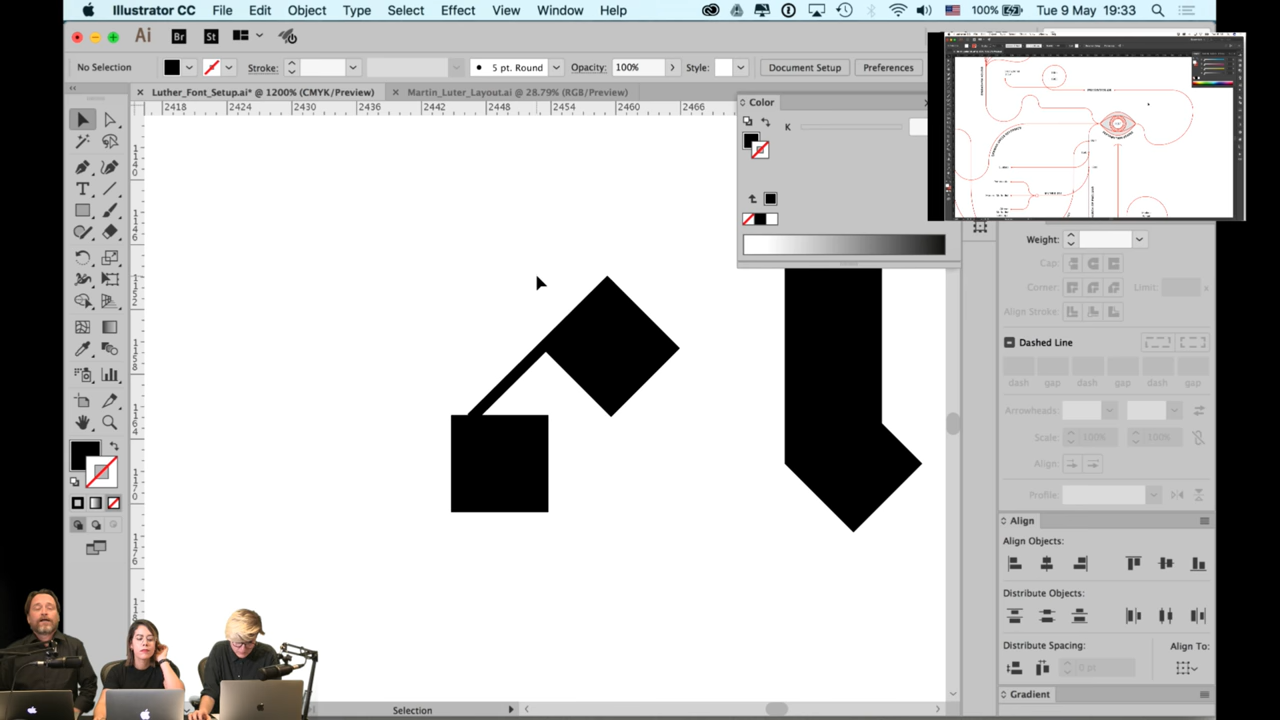 Illustrator CC File Edit Object Type Select Effect View Window Help 100% Tue 9 May 19:33
Ai Br St
No Selection Stroke: 5 pt. Opacity: 100% Style: Document Setup Preferences
× Luther_Font_Setup.ai* @ 1200% (CMYK/Preview) × Martin_Luter_Layout.ai @ 28.79% (RGB/Preview)
2418 2424 2430 2436 2442 2448 2454 2460 2466
Color
K
Weight:
Cap:
Corner: Limit:
Align Stroke:
Dashed Line
dash gap dash gap dash gap
Arrowheads:
Scale: 100% 100%
Align:
Profile:
Align
Align Objects:
Distribute Objects:
Distribute Spacing: Align To:
0 pt
Gradient
Selection